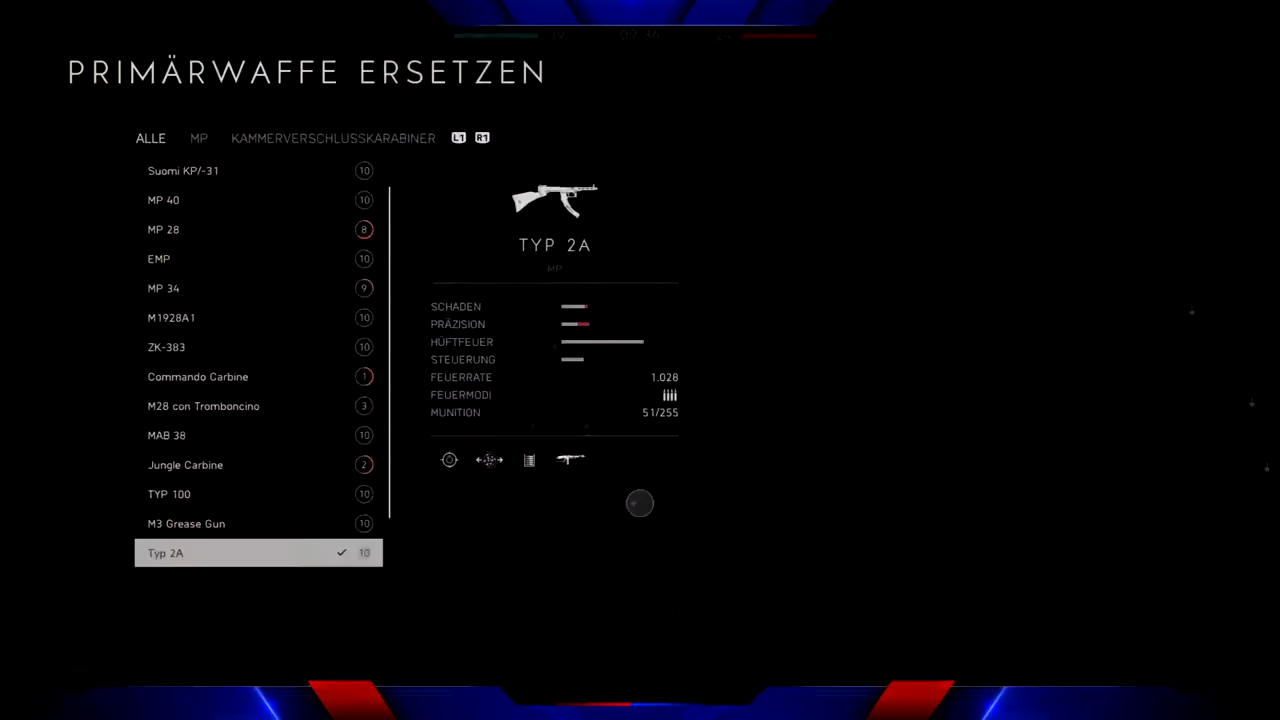 PRIMÄRWAFFE ERSETZEN
ALLE MP KAMMERVERSCHLUSSKARABINER L1 R1
Suomi KP/-31 10
MP 40 10
MP 28 8
EMP 10
MP 34 9
M1928A1 10
ZK-383 10
Commando Carbine 1
M28 con Tromboncino 3
MAB 38 10
Jungle Carbine 2
TYP 100 10
M3 Grease Gun 10
Typ 2A 10
TYP 2A
MP
SCHADEN
PRÄZISION
HÜFTFEUER
STEUERUNG
FEUERRATE 1.028
FEUERMODI
MUNITION 51/255